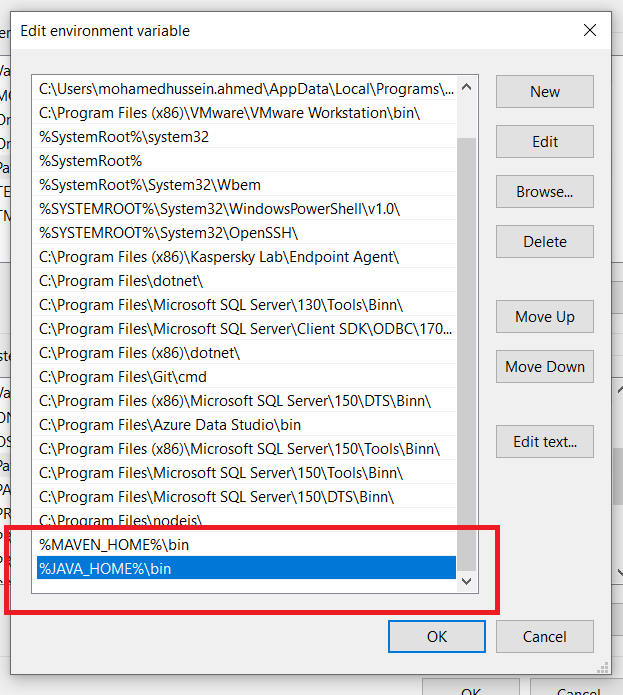 Edit environment variable
C:\Users\mohamedhussein.ahmed\AppData\Local\Programs\...
C:\Program Files (x86)\VMware\VMware Workstation\bin\
%SystemRoot%\system32
%SystemRoot%
%SystemRoot%\System32\Wbem
%SYSTEMROOT%\System32\WindowsPowerShell\v1.0\
%SYSTEMROOT%\System32\OpenSSH\
C:\Program Files (x86)\Kaspersky Lab\Endpoint Agent\
C:\Program Files\dotnet\
C:\Program Files\Microsoft SQL Server\130\Tools\Binn\
C:\Program Files\Microsoft SQL Server\Client SDK\ODBC\170...
C:\Program Files (x86)\dotnet\
C:\Program Files\Git\cmd
C:\Program Files (x86)\Microsoft SQL Server\150\DTS\Binn\
C:\Program Files\Azure Data Studio\bin
C:\Program Files (x86)\Microsoft SQL Server\150\Tools\Binn\
C:\Program Files\Microsoft SQL Server\150\Tools\Binn\
C:\Program Files\Microsoft SQL Server\150\DTS\Binn\
C:\Program Files\nodejs\
%MAVEN_HOME%\bin
%JAVA_HOME%\bin
New
Edit
Browse...
Delete
Move Up
Move Down
Edit text...
OK
Cancel
OK
Cancel